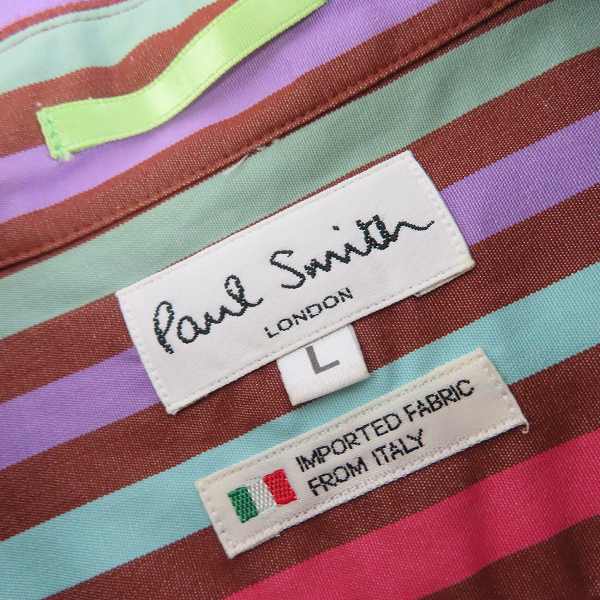 Paul Smith
LONDON
L
IMPORTED FABRIC
FROM ITALY